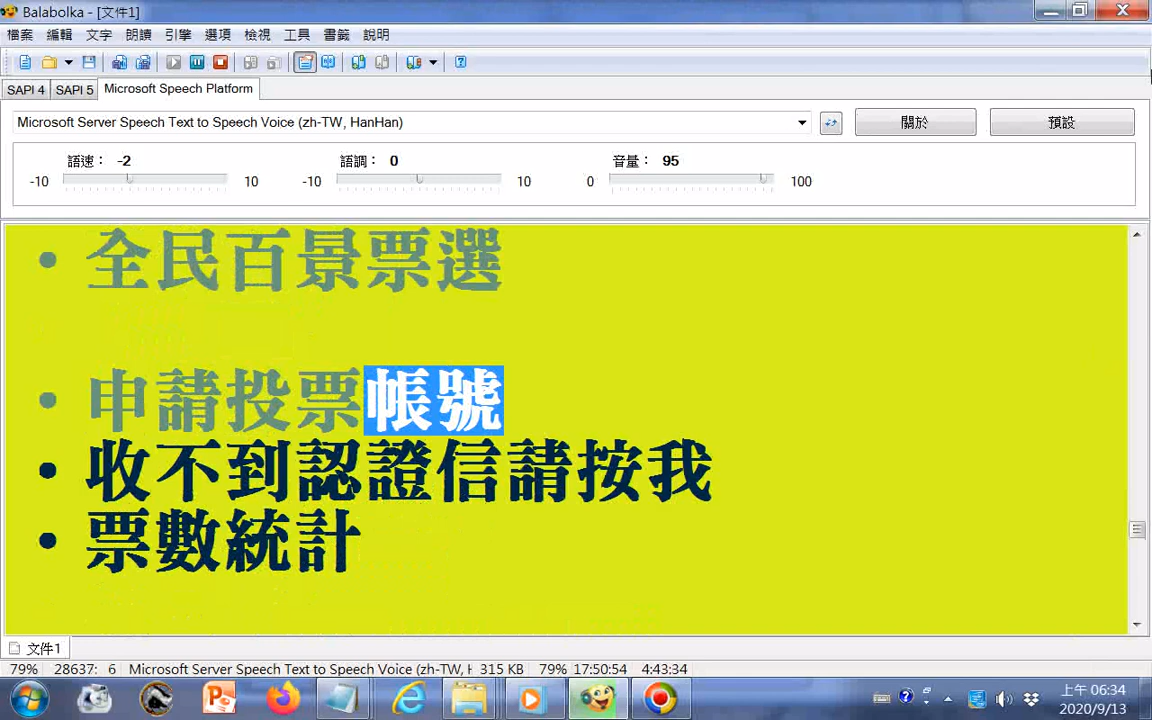 Balabolka - [文件1]
檔案 編輯 文字 朗讀 引擎 選項 檢視 工具 書籤 說明
SAPI 4 SAPI 5 Microsoft Speech Platform
Microsoft Server Speech Text to Speech Voice (zh-TW, HanHan) 關於 預設
語速： -2 語調： 0 音量： 95
-10 10 -10 10 0 100
• 全民百景票選
• 申請投票帳號
• 收不到認證信請按我
• 票數統計
文件1
79% 28637: 6 Microsoft Server Speech Text to Speech Voice (zh-TW, H 315 KB 79% 17:50:54 4:43:34
上午 06:34
2020/9/13